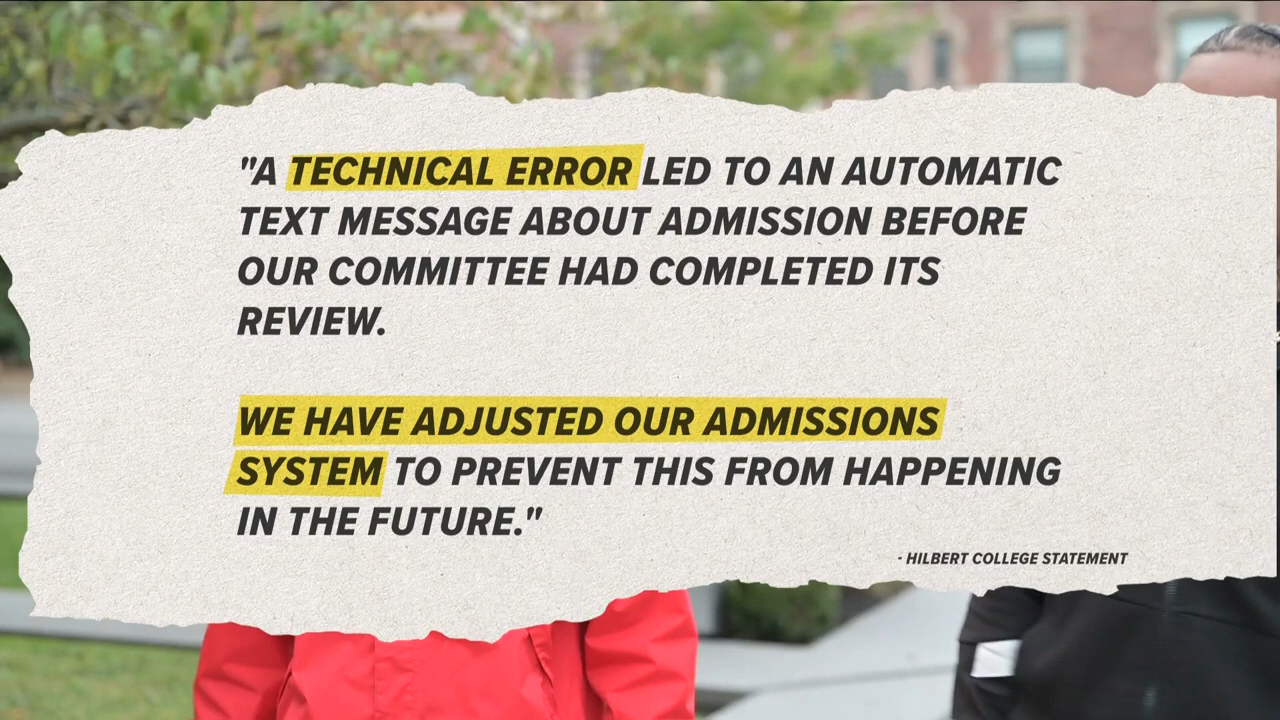 "A TECHNICAL ERROR LED TO AN AUTOMATIC
TEXT MESSAGE ABOUT ADMISSION BEFORE
OUR COMMITTEE HAD COMPLETED ITS
REVIEW.
WE HAVE ADJUSTED OUR ADMISSIONS
SYSTEM TO PREVENT THIS FROM HAPPENING
IN THE FUTURE."
- HILBERT COLLEGE STATEMENT